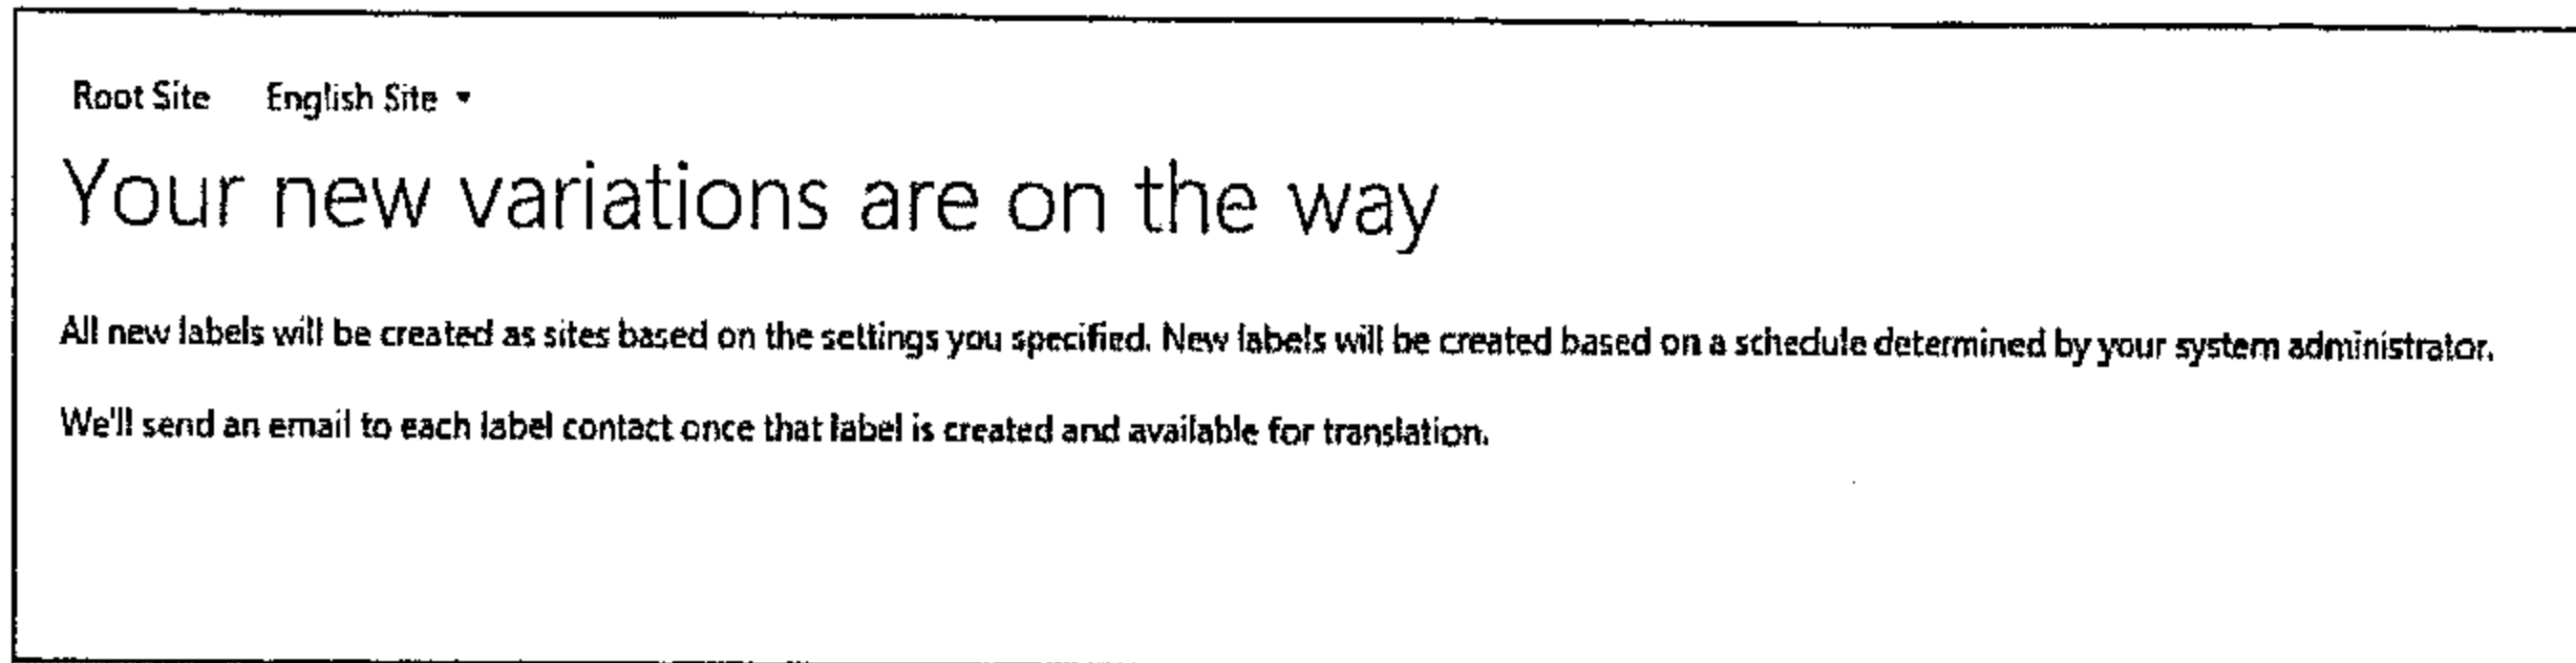 Root Site English Site
Your new variations are on the way
All new labels will be created as sites based on the settings you specified. New labels will be created based on a schedule determined by your system administrator.
We'll send an email to each label contact once that label is created and available for translation.